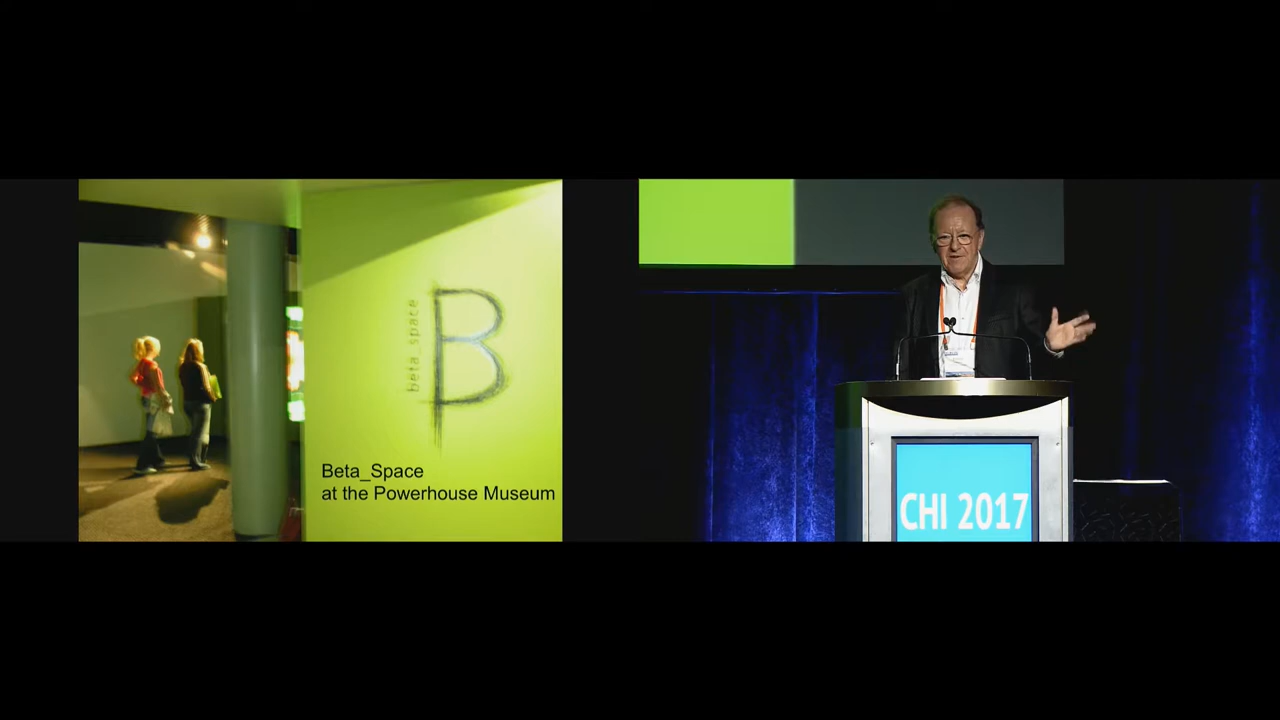 beta_space
B
Beta_Space
at the Powerhouse Museum
CHI 2017